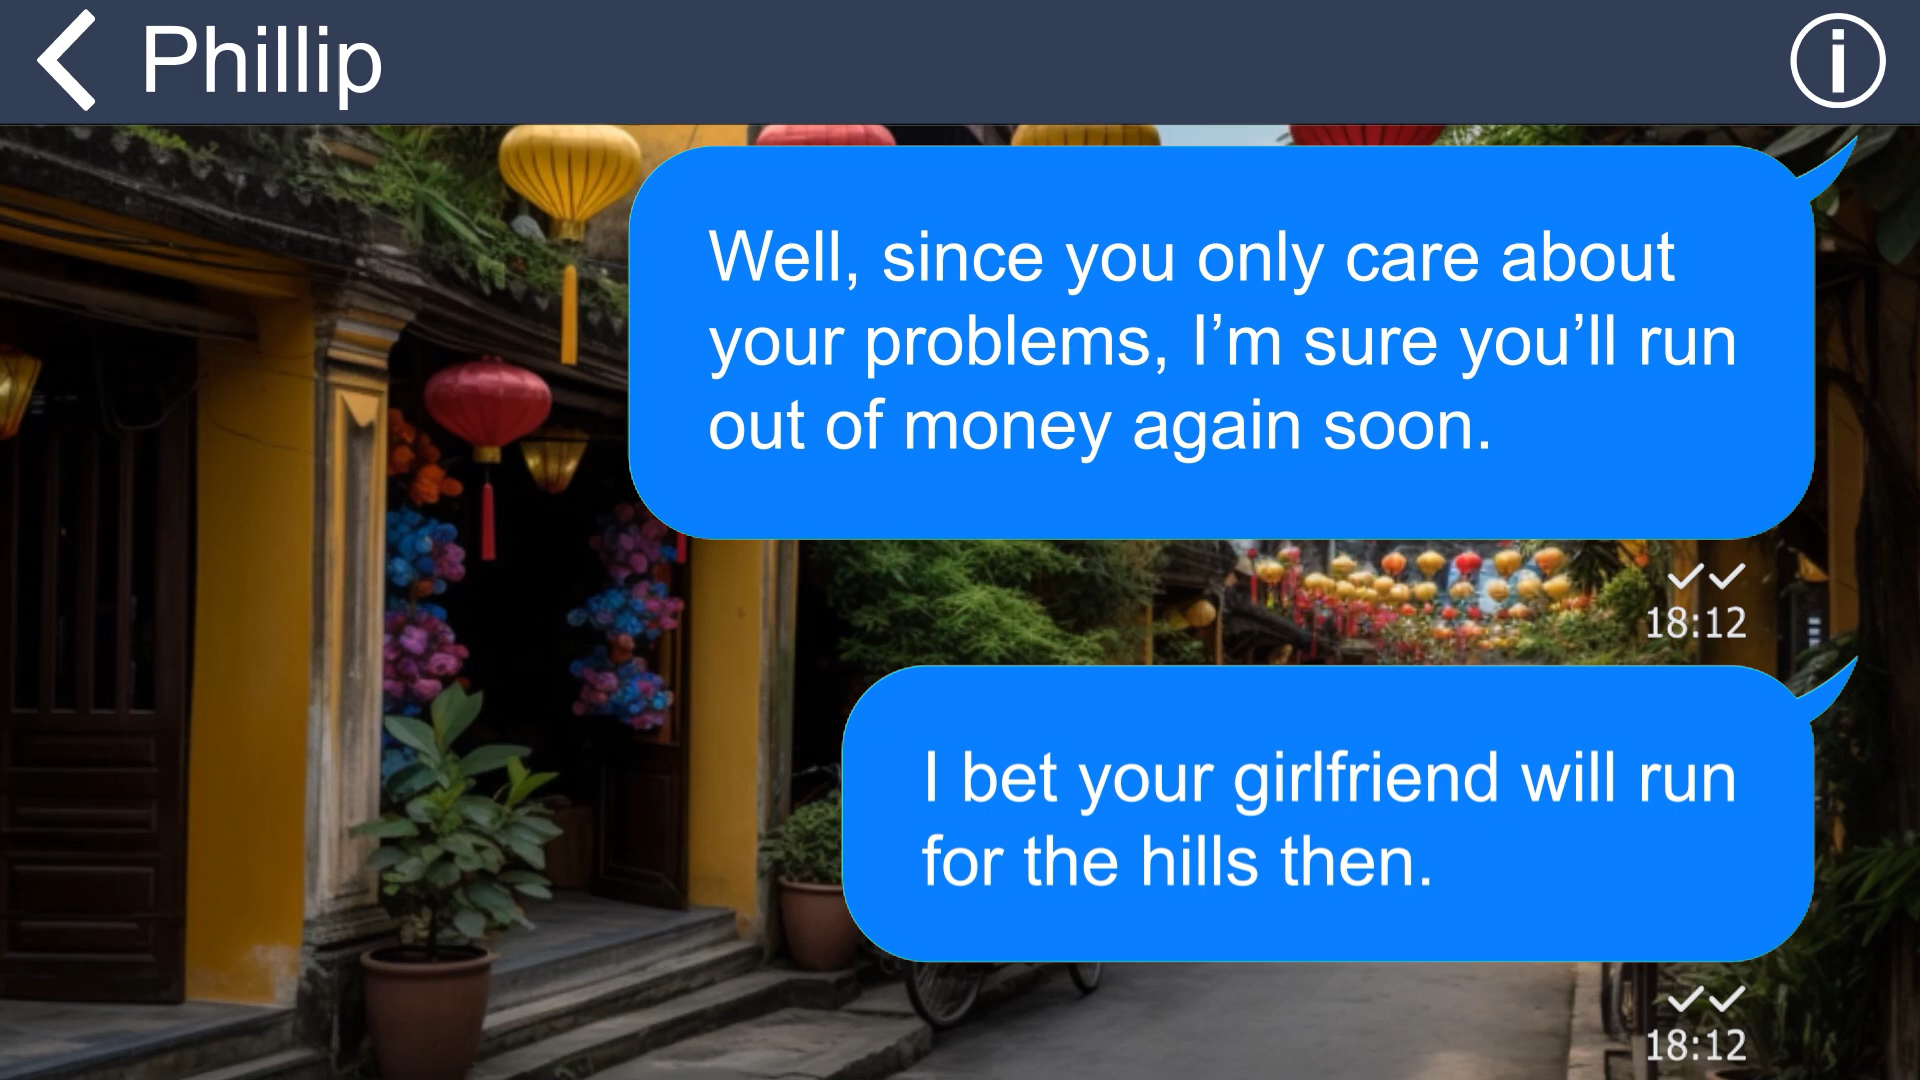 Phillip
Well, since you only care about
your problems, I’m sure you’ll run
out of money again soon.
18:12
I bet your girlfriend will run
for the hills then.
18:12